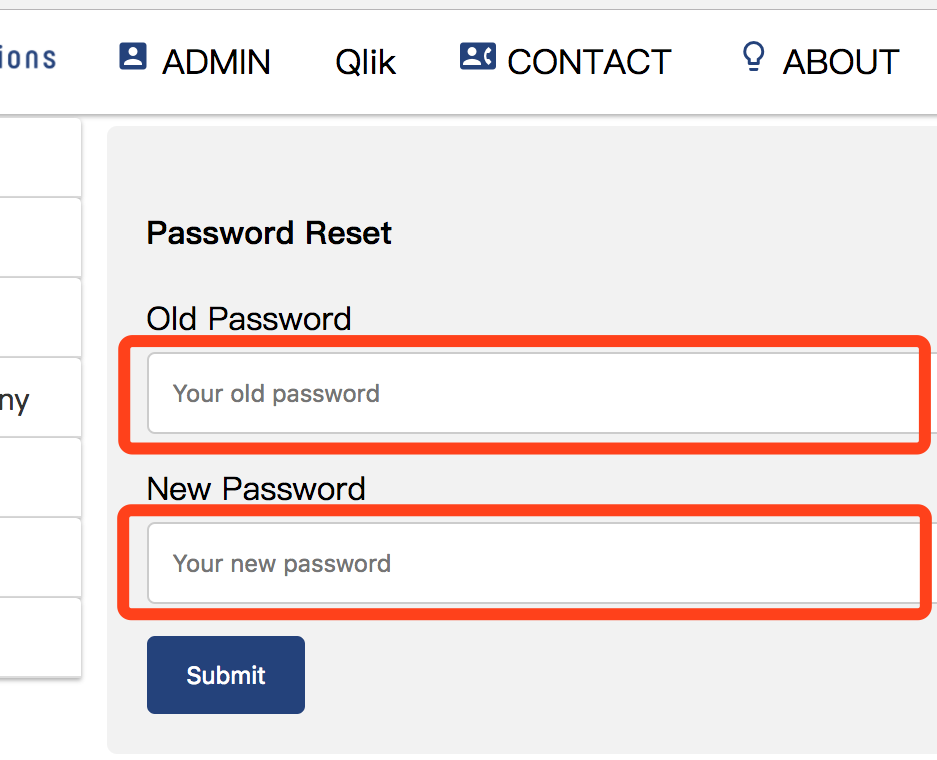 ions ADMIN Qlik CONTACT ABOUT
Password Reset
Old Password
Your old password
ny
New Password
Your new password
Submit